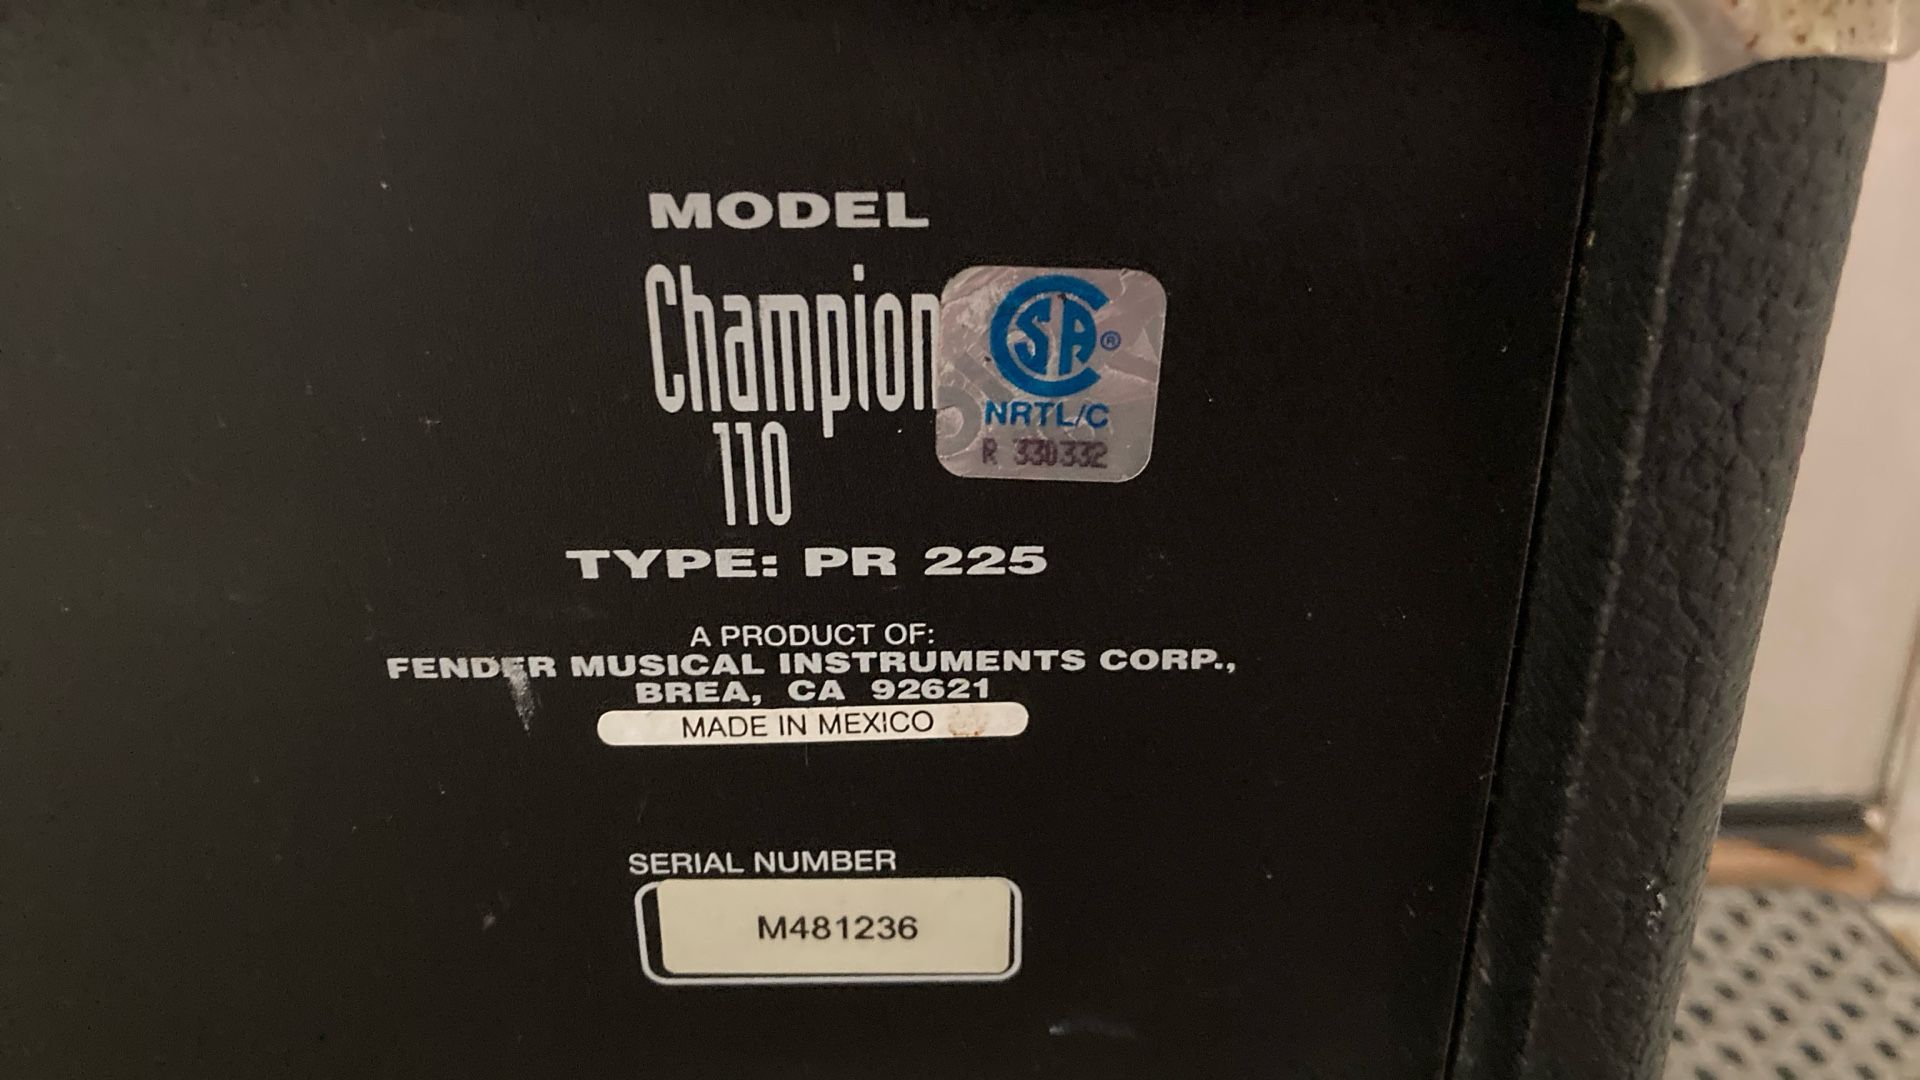 MODEL
Champion
110
CSA®
NRTL/C
R 330332
TYPE: PR 225
A PRODUCT OF:
FENDER MUSICAL INSTRUMENTS CORP.,
BREA, CA 92621
MADE IN MEXICO
SERIAL NUMBER
M481236